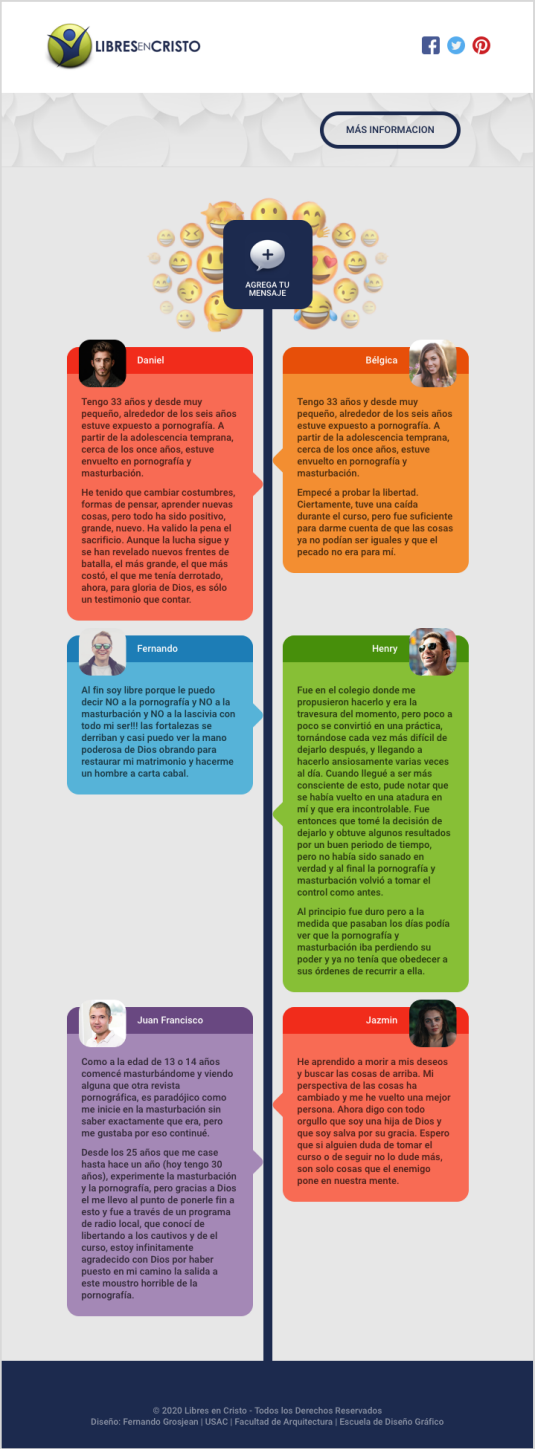 LIBRESENCRISTO
MÁS INFORMACION
AGREGA TU
MENSAJE
Daniel
Tengo 33 años y desde muy
pequeño, alrededor de los seis años
estuve expuesto a pornografía. A
partir de la adolescencia temprana,
cerca de los once años, estuve
envuelto en pornografía y
masturbación.
He tenido que cambiar costumbres,
formas de pensar, aprender nuevas
cosas, pero todo ha sido positivo,
grande, nuevo. Ha valido la pena el
sacrificio. Aunque la lucha sigue y
se han revelado nuevos frentes de
batalla, el más grande, el que más
costó, el que me tenía derrotado,
ahora, para gloria de Dios, es sólo
un testimonio que contar.
Bélgica
Tengo 33 años y desde muy
pequeño, alrededor de los seis años
estuve expuesto a pornografía. A
partir de la adolescencia temprana,
cerca de los once años, estuve
envuelto en pornografía y
masturbación.
Empecé a probar la libertad.
Ciertamente, tuve una caída
durante el curso, pero fue suficiente
para darme cuenta de que las cosas
ya no podían ser iguales y que el
pecado no era para mí.
Fernando
Al fin soy libre porque le puedo
decir NO a la pornografía y NO a la
masturbación y NO a la lascivia con
todo mi ser!!! las fortalezas se
derriban y casi puedo ver la mano
poderosa de Dios obrando para
restaurar mi matrimonio y hacerme
un hombre a carta cabal.
Henry
Fue en el colegio donde me
propusieron hacerlo y era la
travesura del momento, pero poco a
poco se convirtió en una práctica,
tornándose cada vez más difícil de
dejarlo después, y llegando a
hacerlo ansiosamente varias veces
al día. Cuando llegué a ser más
consciente de esto, pude notar que
se había vuelto en una atadura en
mí y que era incontrolable. Fue
entonces que tomé la decisión de
dejarlo y obtuve algunos resultados
por un buen periodo de tiempo,
pero no había sido sanado en
verdad y al final la pornografía y
masturbación volvió a tomar el
control como antes.
Al principio fue duro pero a la
medida que pasaban los días podía
ver que la pornografía y
masturbación iba perdiendo su
poder y ya no tenía que obedecer a
sus órdenes de recurrir a ella.
Juan Francisco
Como a la edad de 13 o 14 años
comencé masturbándome y viendo
alguna que otra revista
pornográfica, es paradójico como
me inicie en la masturbación sin
saber exactamente que era, pero
me gustaba por eso continué.
Desde los 25 años que me case
hasta hace un año (hoy tengo 30
años), experimente la masturbación
y la pornografía, pero gracias a Dios
el me llevo al punto de ponerle fin a
esto y fue a través de un programa
de radio local, que conocí de
libertando a los cautivos y de el
curso, estoy infinitamente
agradecido con Dios por haber
puesto en mi camino la salida a
este moustro horrible de la
pornografía.
Jazmin
He aprendido a morir a mis deseos
y buscar las cosas de arriba. Mi
perspectiva de las cosas ha
cambiado y me he vuelto una mejor
persona. Ahora digo con todo
orgullo que soy una hija de Dios y
que soy salva por su gracia. Espero
que si alguien duda de tomar el
curso o de seguir no lo dude más,
son solo cosas que el enemigo
pone en nuestra mente.
© 2020 Libres en Cristo - Todos los Derechos Reservados
Diseño: Fernando Grosjean | USAC | Facultad de Arquitectura | Escuela de Diseño Gráfico